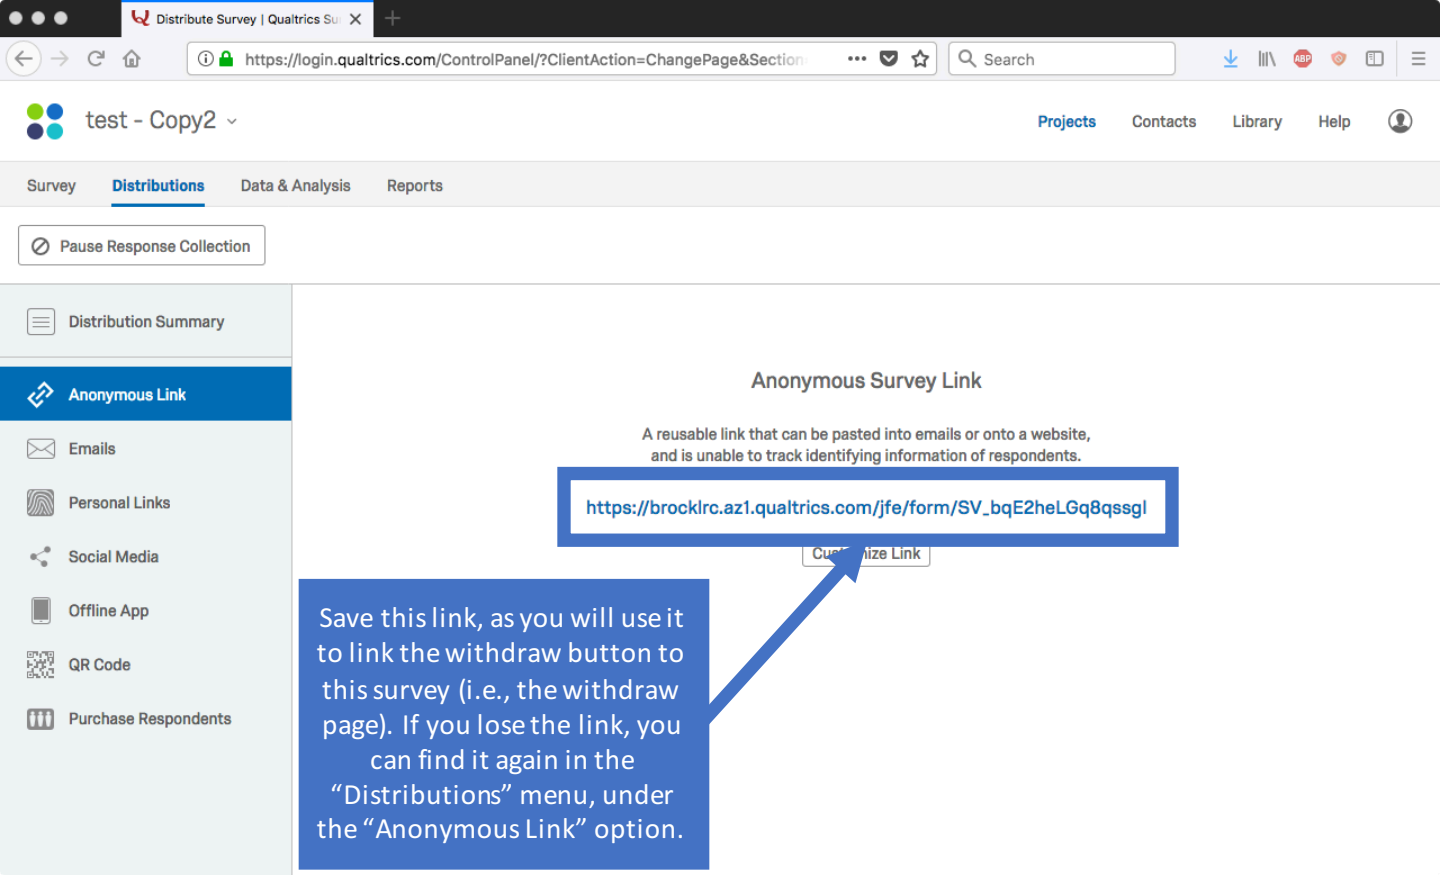 Distribute Survey | Qualtrics Su
https://login.qualtrics.com/ControlPanel/?ClientAction=ChangePage&Section
Search
ABP
test - Copy2
Projects
Contacts
Library
Help
Survey
Distributions
Data & Analysis
Reports
Pause Response Collection
Distribution Summary
Anonymous Link
Emails
Personal Links
Social Media
Offline App
QR Code
Purchase Respondents
Anonymous Survey Link
A reusable link that can be pasted into emails or onto a website,
and is unable to track identifying information of respondents.
https://brocklrc.az1.qualtrics.com/jfe/form/SV_bqE2heLGq8qssgl
Link
Save this link, as you will use it
to link the withdraw button to
this survey (i.e., the withdraw
page). If you lose the link, you
can find it again in the
“Distributions” menu, under
the “Anonymous Link” option.